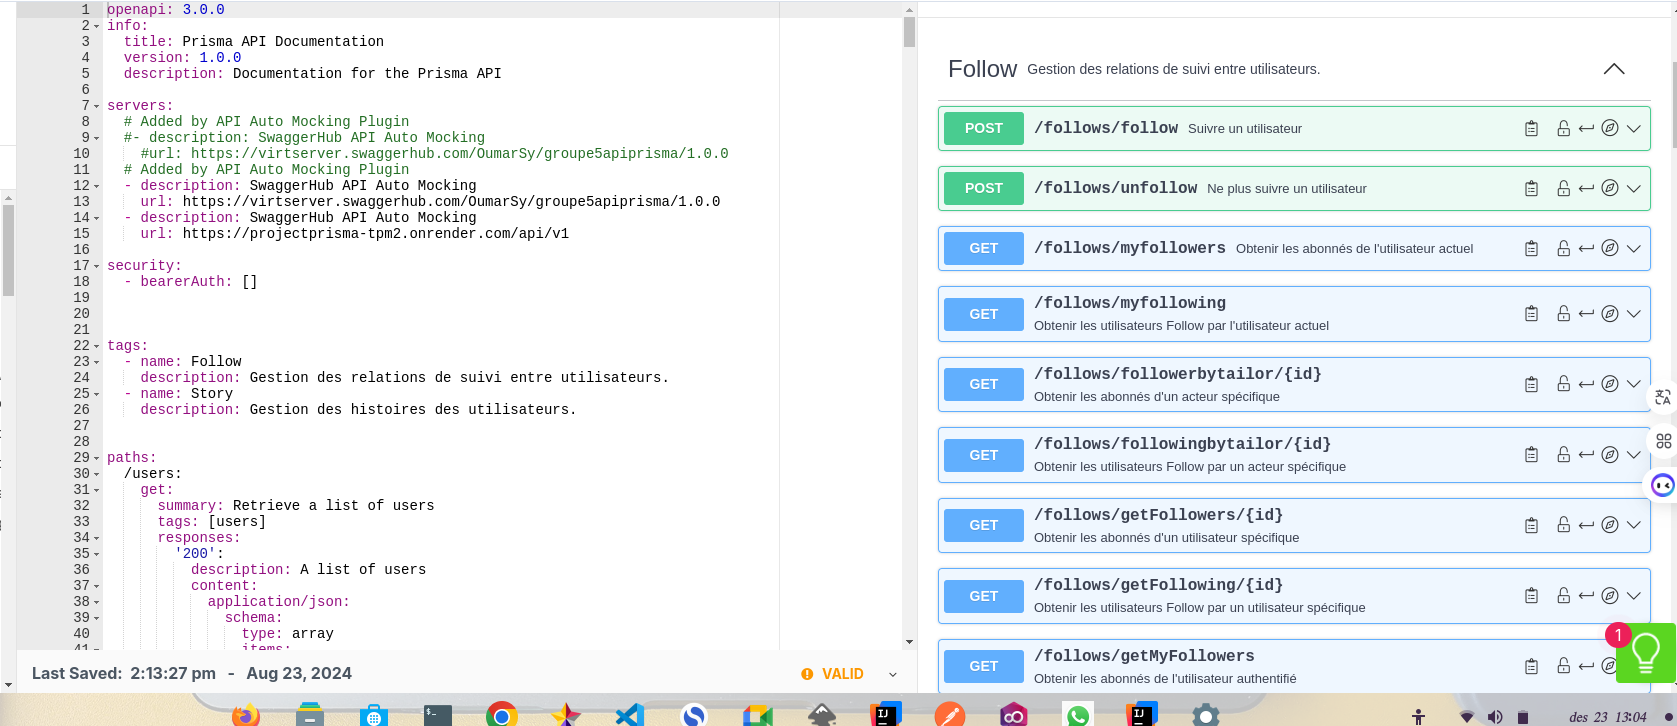 1 openapi: 3.0.0
2 info:
3 title: Prisma API Documentation
4 version: 1.0.0
5 description: Documentation for the Prisma API
6
7 servers:
8 # Added by API Auto Mocking Plugin
9 #- description: SwaggerHub API Auto Mocking
10 #url: https://virtserver.swaggerhub.com/OumarSy/groupe5apiprisma/1.0.0
11 # Added by API Auto Mocking Plugin
12 - description: SwaggerHub API Auto Mocking
13 url: https://virtserver.swaggerhub.com/OumarSy/groupe5apiprisma/1.0.0
14 - description: SwaggerHub API Auto Mocking
15 url: https://projectprisma-tpm2.onrender.com/api/v1
16
17 security:
18 - bearerAuth: []
19
20
21
22 tags:
23 - name: Follow
24 description: Gestion des relations de suivi entre utilisateurs.
25 - name: Story
26 description: Gestion des histoires des utilisateurs.
27
28
29 paths:
30 /users:
31 get:
32 summary: Retrieve a list of users
33 tags: [users]
34 responses:
35 '200':
36 description: A list of users
37 content:
38 application/json:
39 schema:
40 type: array
41 items:
Last Saved: 2:13:27 pm - Aug 23, 2024
VALID
Follow Gestion des relations de suivi entre utilisateurs.
POST /follows/follow Suivre un utilisateur
POST /follows/unfollow Ne plus suivre un utilisateur
GET /follows/myfollowers Obtenir les abonnés de l'utilisateur actuel
GET /follows/myfollowing
Obtenir les utilisateurs Follow par l'utilisateur actuel
GET /follows/followerbytailor/{id}
Obtenir les abonnés d'un acteur spécifique
GET /follows/followingbytailor/{id}
Obtenir les utilisateurs Follow par un acteur spécifique
GET /follows/getFollowers/{id}
Obtenir les abonnés d'un utilisateur spécifique
GET /follows/getFollowing/{id}
Obtenir les utilisateurs Follow par un utilisateur spécifique
GET /follows/getMyFollowers
Obtenir les abonnés de l'utilisateur authentifié
1
des 23 13:04